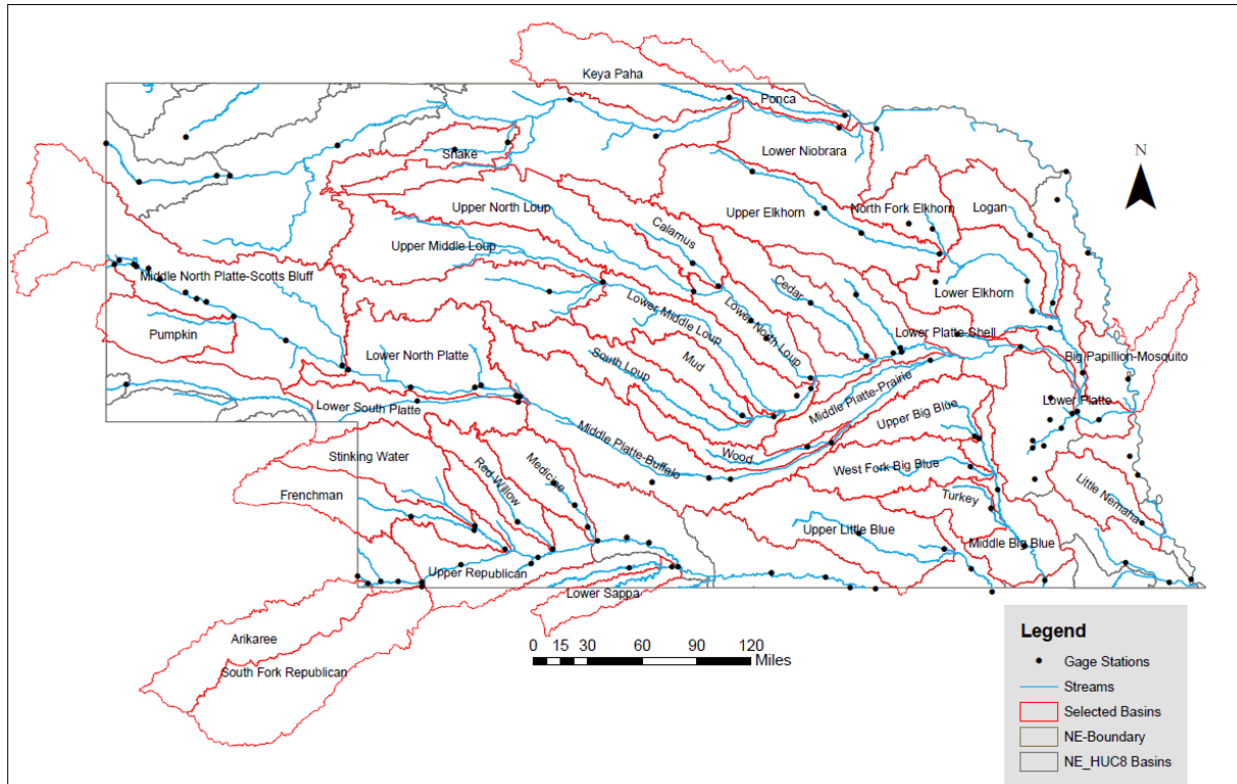 Keya Paha
Ponca
Snake
Lower Niobrara
N
Upper North Loup
Calamus
Upper Elkhorn
North Fork Elkhorn
Logan
Upper Middle Loup
Middle North Platte-Scotts Bluff
Cedar
Lower Elkhorn
Pumpkin
Lower Middle Loup
Lower North Loup
Lower Platte-Shell
Lower North Platte
South Loup
Mud
Big Papillion-Mosquito
Middle Platte-Prairie
Lower Platte
Lower South Platte
Upper Big Blue
Middle Platte-Buffalo
Wood
Stinking Water
Red Willow
Medicine
West Fork Big Blue
Frenchman
Turkey
Little Nemaha
Upper Little Blue
Middle Big Blue
Upper Republican
Lower Sappa
Arikaree
South Fork Republican
0 15 30 60 90 120
Miles
Legend
Gage Stations
Streams
Selected Basins
NE-Boundary
NE_HUC8 Basins